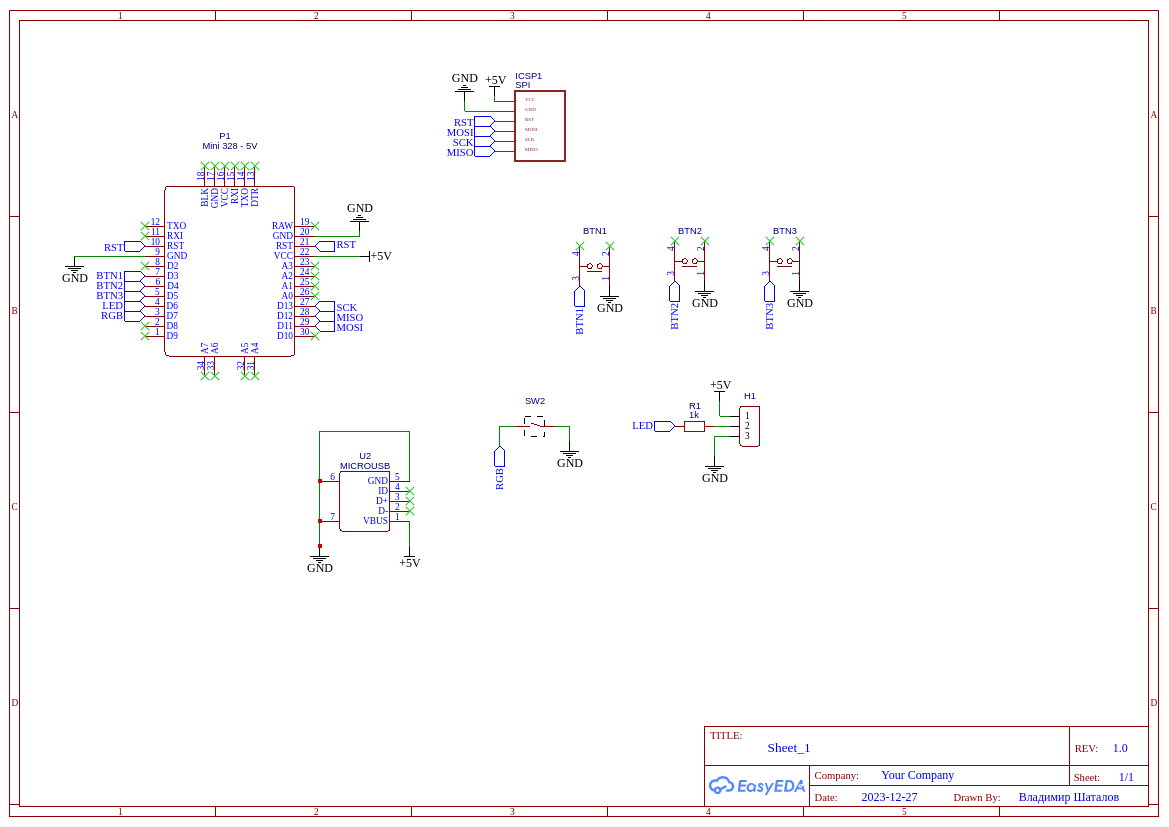 1 2 3 4 5
A
B
C
D
A
B
C
D
1 2 3 4 5
P1
Mini 328 - 5V
18 17 16 15 14 13
BLK GND VCC RXI TXO DTR
12 TXO
11 RXI
RST 10 RST
9 GND
GND
8 D2
BTN1 7 D3
BTN2 6 D4
BTN3 5 D5
LED 4 D6
RGB 3 D7
2 D8
1 D9
RAW 19
GND 20
GND
RST 21 RST
VCC 22 +5V
A3 23
A2 24
A1 25
A0 26
D13 27 SCK
D12 28 MISO
D11 29 MOSI
D10 30
A7 A6 A5 A4
34 33 32 31
GND +5V
ICSP1
SPI
VCC
GND
RST RST
MOSI MOSI
SCK SCK
MISO MISO
BTN1
4 2
3 1
BTN1
GND
BTN2
4 2
3 1
BTN2
GND
BTN3
4 2
3 1
BTN3
GND
SW2
RGB
GND
+5V
H1
LED
R1
1k
1
2
3
GND
U2
MICROUSB
6
7
GND 5
ID 4
D+ 3
D- 2
VBUS 1
GND
+5V
TITLE:
Sheet_1
REV: 1.0
EasyEDA
Company: Your Company
Sheet: 1/1
Date: 2023-12-27 Drawn By: Владимир Шаталов